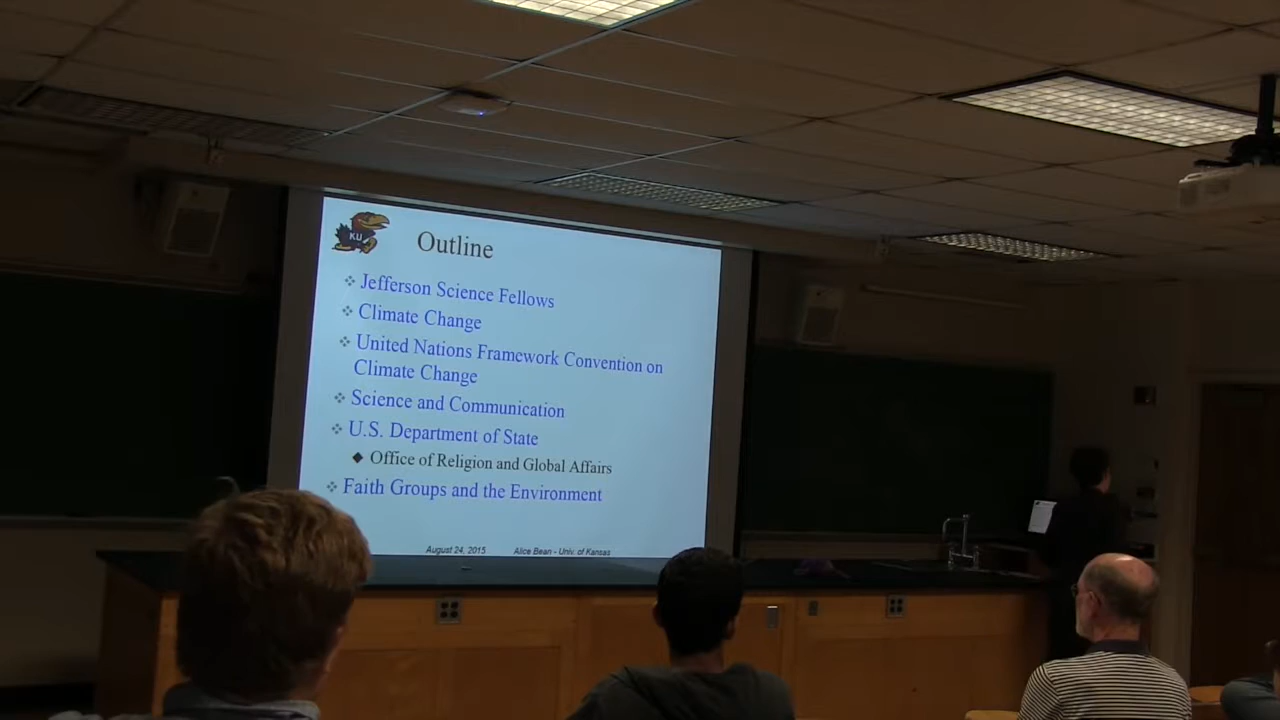 KU
Outline
Jefferson Science Fellows
Climate Change
United Nations Framework Convention on
Climate Change
Science and Communication
U.S. Department of State
Office of Religion and Global Affairs
Faith Groups and the Environment
August 24, 2015 Alice Bean - Univ. of Kansas